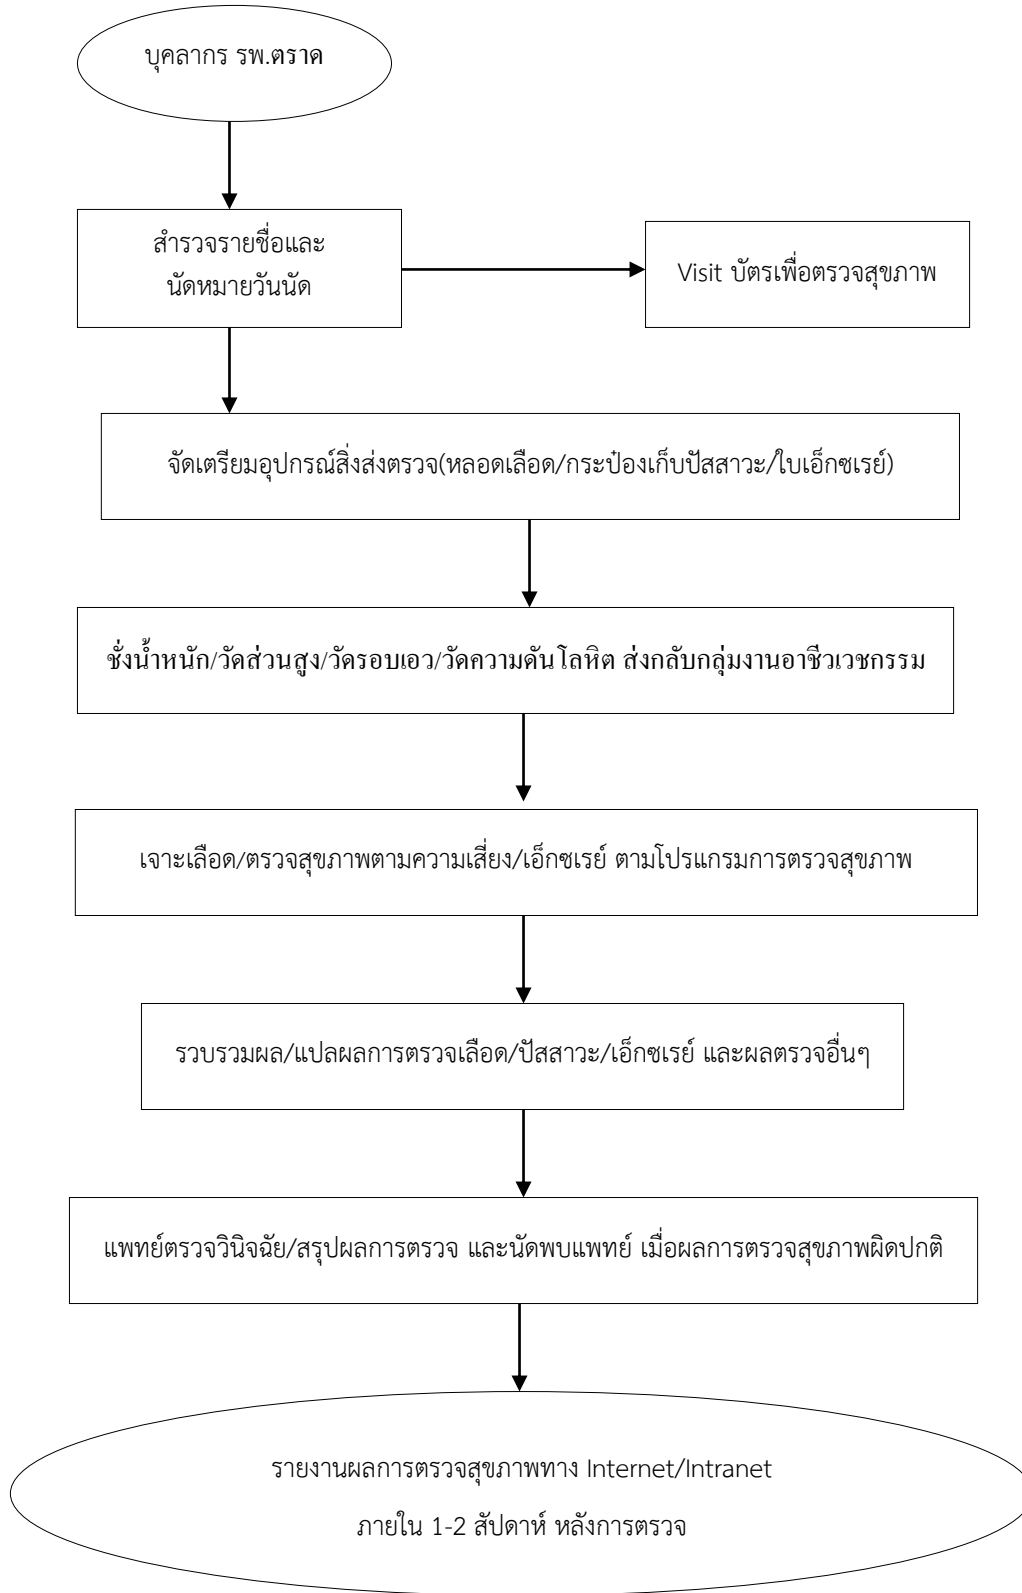 บุคลากร รพ.ตราด
สำรวจรายชื่อและ
นัดหมายวันนัด
Visit บัตรเพื่อตรวจสุขภาพ
จัดเตรียมอุปกรณ์สิ่งส่งตรวจ(หลอดเลือด/กระป๋องเก็บปัสสาวะ/ใบเอ็กซเรย์)
ชั่งน้ำหนัก/วัดส่วนสูง/วัดรอบเอว/วัดความดันโลหิต ส่งกลับกลุ่มงานอาชีวเวชกรรม
เจาะเลือด/ตรวจสุขภาพตามความเสี่ยง/เอ็กซเรย์ ตามโปรแกรมการตรวจสุขภาพ
รวบรวมผล/แปลผลการตรวจเลือด/ปัสสาวะ/เอ็กซเรย์ และผลตรวจอื่นๆ
แพทย์ตรวจวินิจฉัย/สรุปผลการตรวจ และนัดพบแพทย์ เมื่อผลการตรวจสุขภาพผิดปกติ
รายงานผลการตรวจสุขภาพทาง Internet/Intranet
ภายใน 1-2 สัปดาห์ หลังการตรวจ